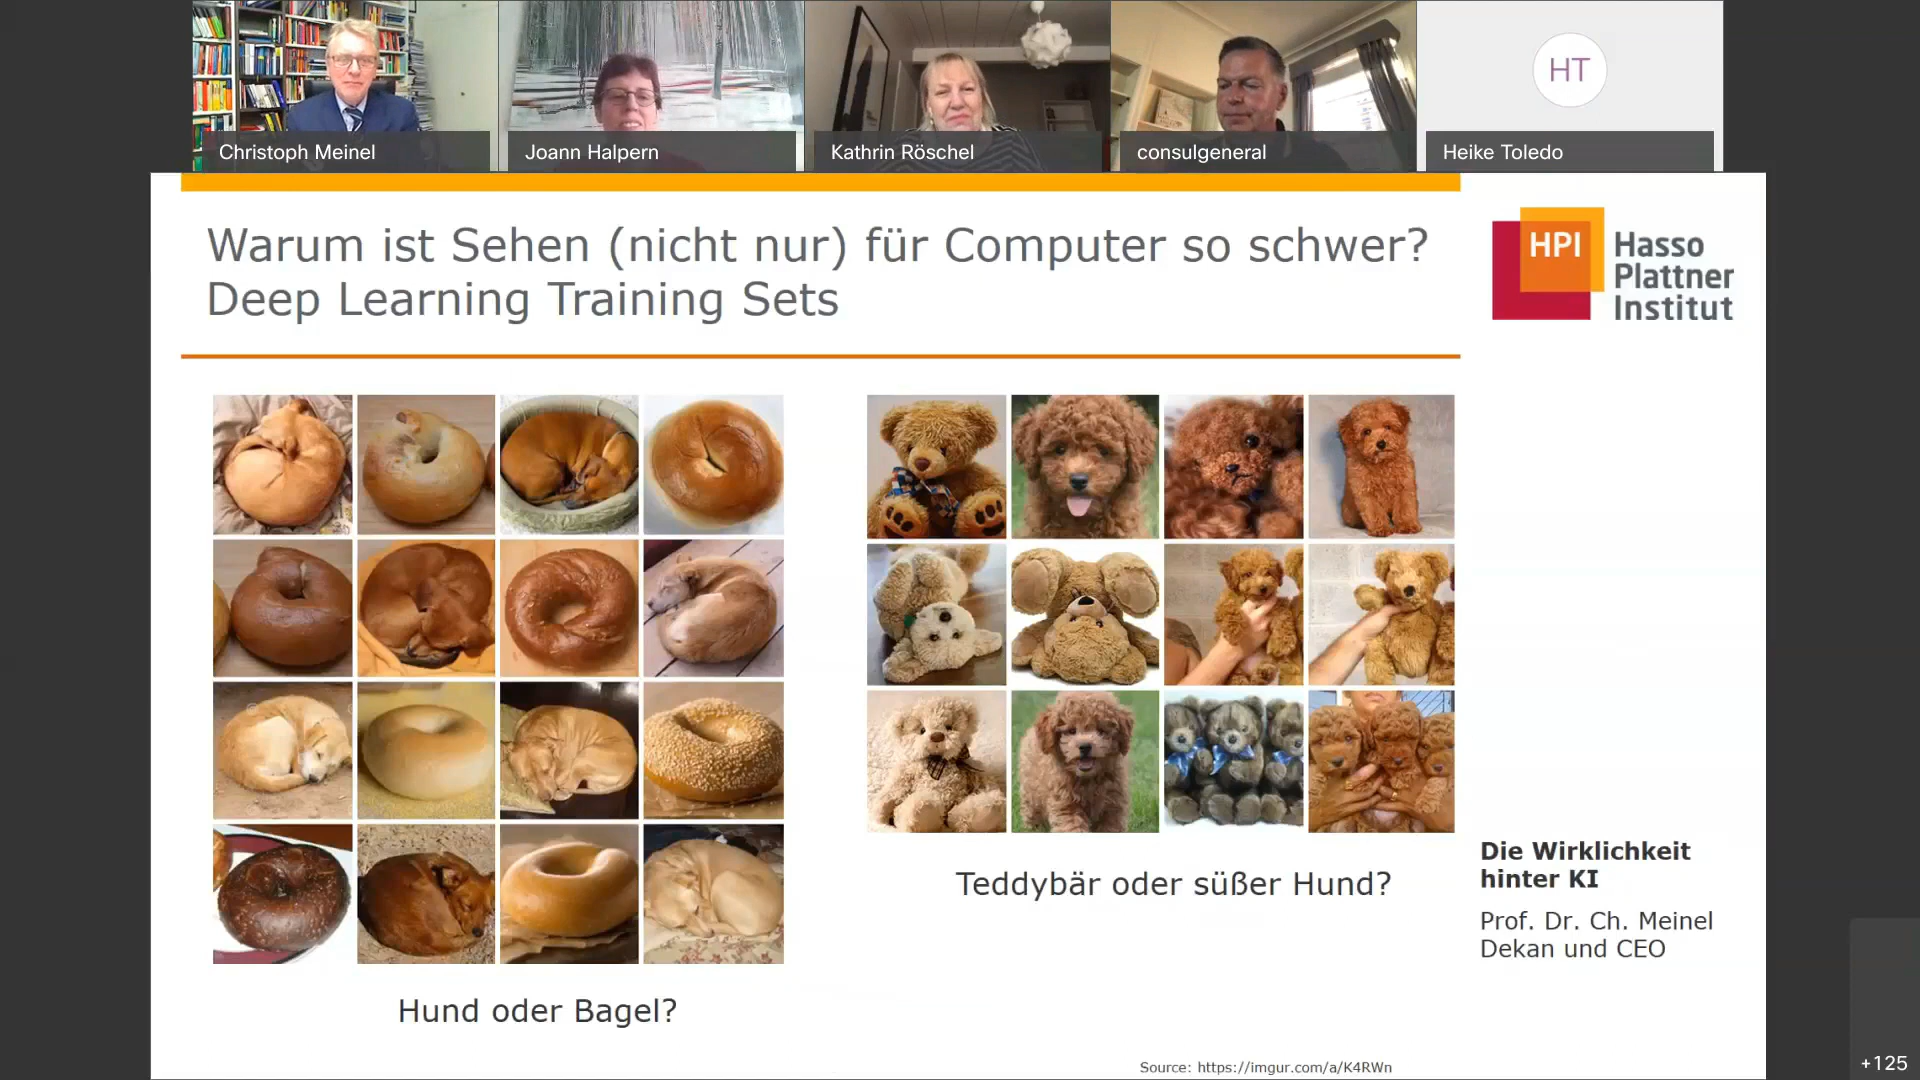 Christoph Meinel
Joann Halpern
Kathrin Röschel
consulgeneral
HT
Heike Toledo
Warum ist Sehen (nicht nur) für Computer so schwer?
Deep Learning Training Sets
HPI
Hasso
Plattner
Institut
Hund oder Bagel?
Teddybär oder süßer Hund?
Die Wirklichkeit
hinter KI
Prof. Dr. Ch. Meinel
Dekan und CEO
Source: https://imgur.com/a/K4RWn
+125